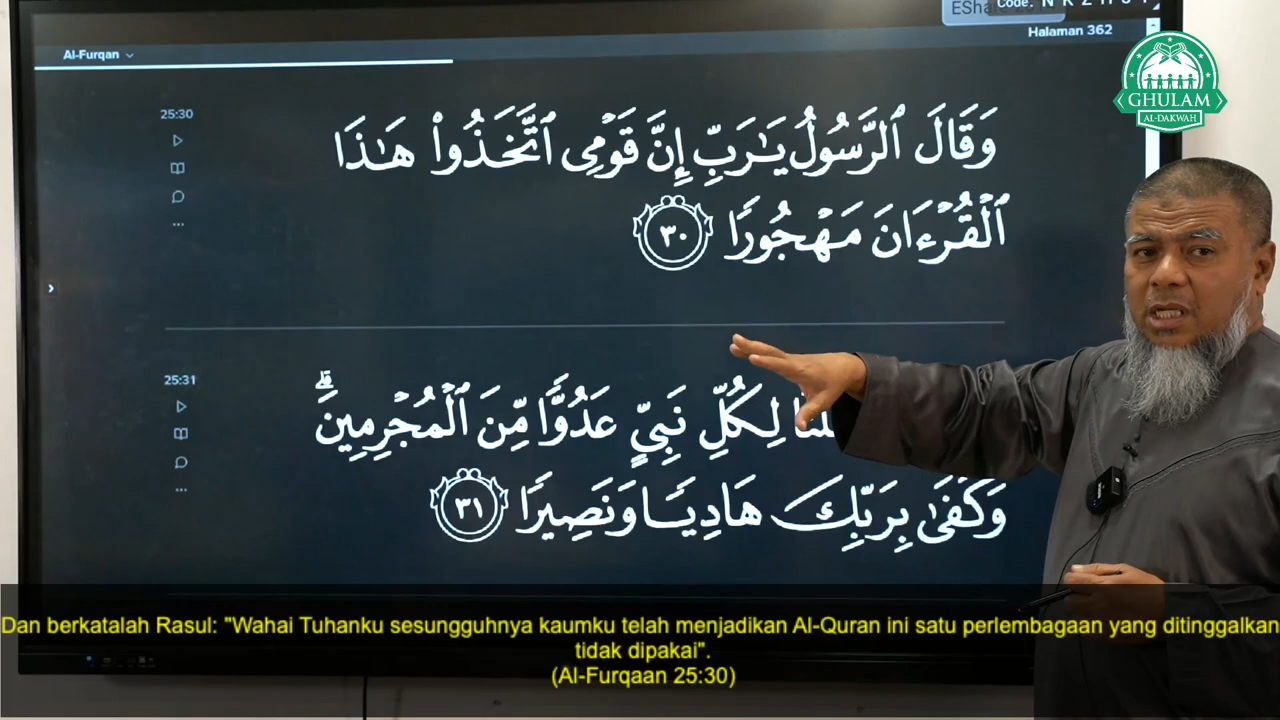 EShare
Code:
Halaman 362
Al-Furqan
GHULAM
AL-DAKWAH
25:30
وَقَالَ ٱلرَّسُولُ يَـٰرَبِّ إِنَّ قَوْمِى ٱتَّخَذُوا۟ هَـٰذَا
ٱلْقُرْءَانَ مَهْجُورًا ٣٠
25:31
لِكُلِّ نَبِىٍّ عَدُوًّا مِّنَ ٱلْمُجْرِمِينَ ۗ
وَكَفَىٰ بِرَبِّكَ هَادِيًا وَنَصِيرًا ٣١
Dan berkatalah Rasul: "Wahai Tuhanku sesungguhnya kaumku telah menjadikan Al-Quran ini satu perlembagaan yang ditinggalkan
tidak dipakai".
(Al-Furqaan 25:30)